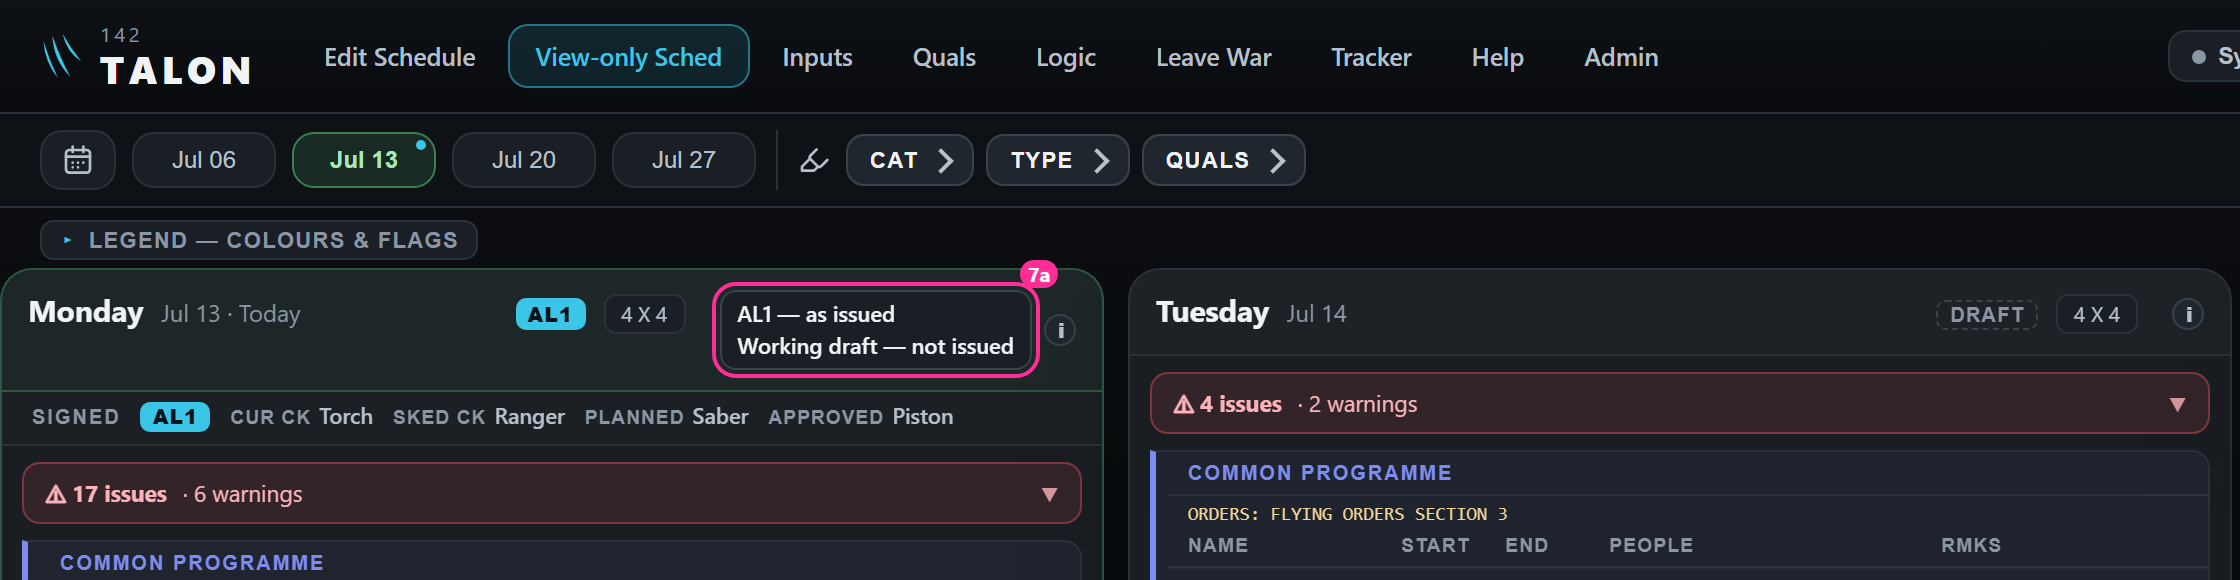 142
TALON
Edit Schedule
View-only Sched
Inputs
Quals
Logic
Leave War
Tracker
Help
Admin
Jul 06
Jul 13
Jul 20
Jul 27
CAT
TYPE
QUALS
LEGEND — COLOURS & FLAGS
Monday Jul 13 · Today
AL1
4 X 4
7a
AL1 — as issued
Working draft — not issued
i
SIGNED AL1 CUR CK Torch SKED CK Ranger PLANNED Saber APPROVED Piston
17 issues · 6 warnings
COMMON PROGRAMME
Tuesday Jul 14
DRAFT
4 X 4
i
4 issues · 2 warnings
COMMON PROGRAMME
ORDERS: FLYING ORDERS SECTION 3
NAME START END PEOPLE RMKS